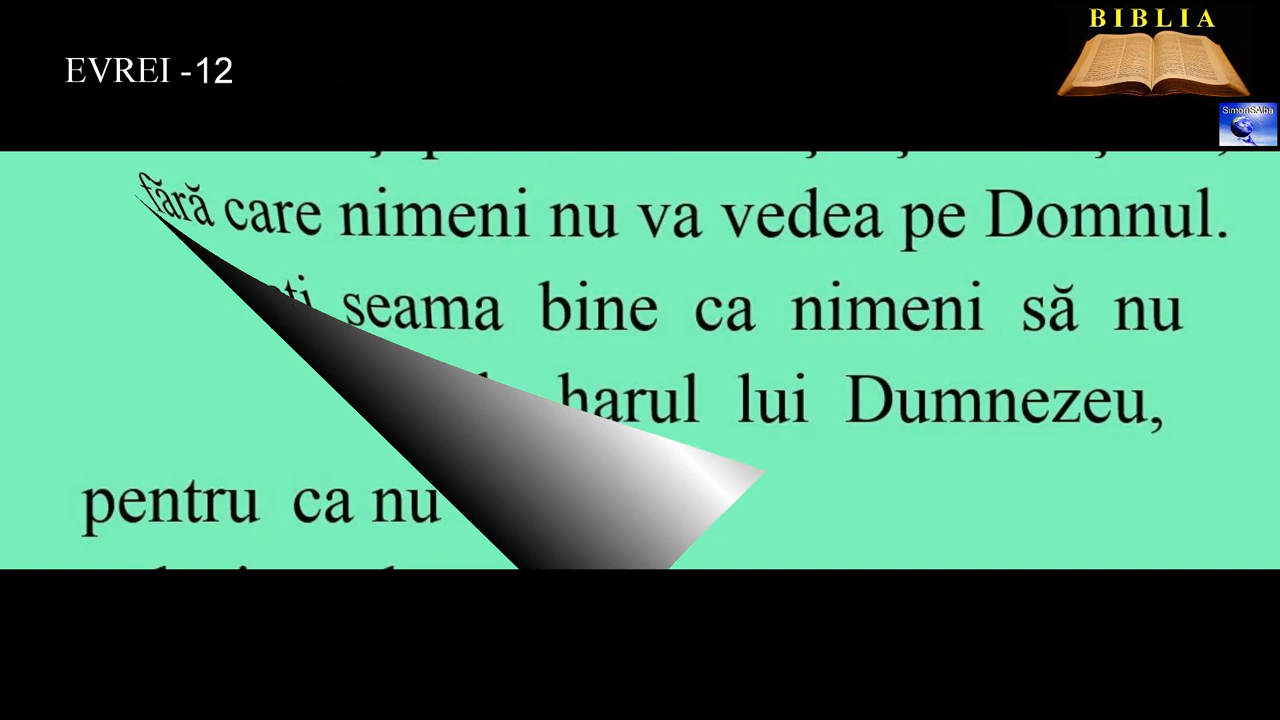 BIBLIA
EVREI -12
SimonSAlba
fără care nimeni nu va vedea pe Domnul.
seama bine ca nimeni să nu
harul lui Dumnezeu,
pentru ca nu